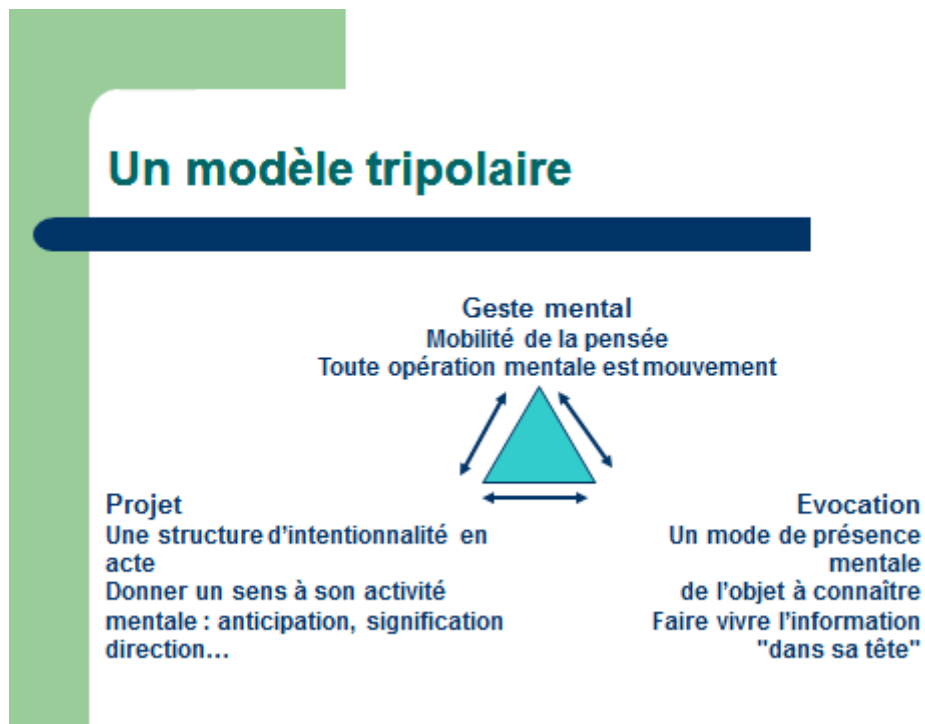 Un modèle tripolaire
Geste mental
Mobilité de la pensée
Toute opération mentale est mouvement
Projet
Une structure d'intentionnalité en
acte
Donner un sens à son activité
mentale : anticipation, signification
direction…
Evocation
Un mode de présence
mentale
de l'objet à connaître
Faire vivre l'information
"dans sa tête"